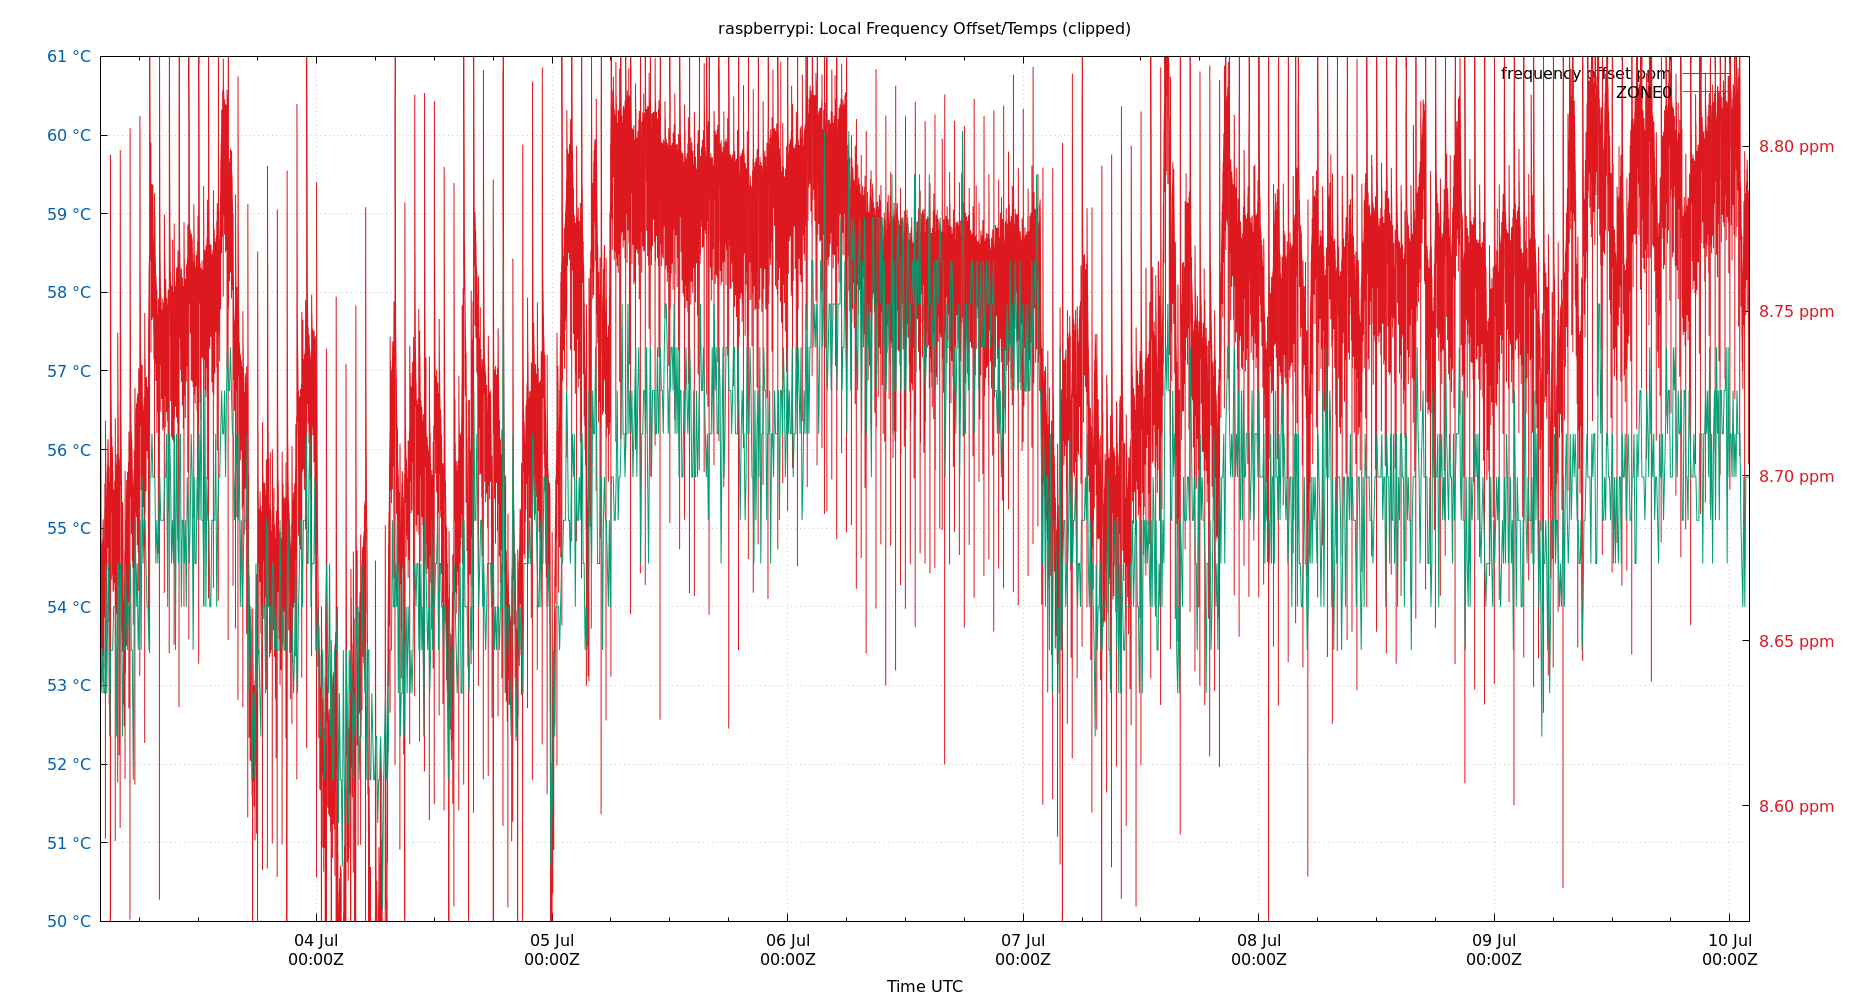 raspberrypi: Local Frequency Offset/Temps (clipped)
61 °C
60 °C
59 °C
58 °C
57 °C
56 °C
55 °C
54 °C
53 °C
52 °C
51 °C
50 °C
frequency offset ppm
ZONE0
8.80 ppm
8.75 ppm
8.70 ppm
8.65 ppm
8.60 ppm
04 Jul
00:00Z
05 Jul
00:00Z
06 Jul
00:00Z
07 Jul
00:00Z
08 Jul
00:00Z
09 Jul
00:00Z
10 Jul
00:00Z
Time UTC